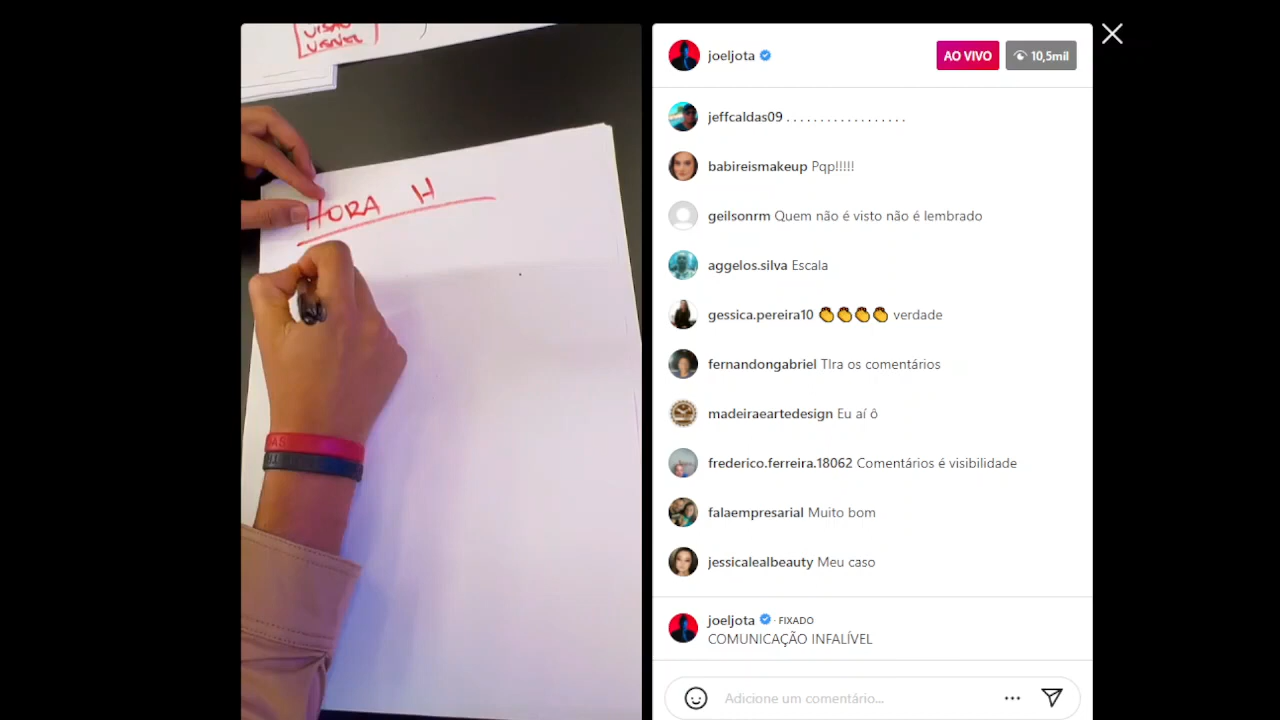 VISÃO
VISÍVEL
HORA H
joeljota
AO VIVO
10,5mil
jeffcaldas09 . . . . . . . . . . . . . . . . . .
babireismakeup Pqp!!!!!
geilsonrm Quem não é visto não é lembrado
aggelos.silva Escala
gessica.pereira10 👏👏👏👏 verdade
fernandongabriel TIra os comentários
madeiraeartedesign Eu aí ô
frederico.ferreira.18062 Comentários é visibilidade
falaempresarial Muito bom
jessicalealbeauty Meu caso
joeljota · FIXADO
COMUNICAÇÃO INFALÍVEL
Adicione um comentário...